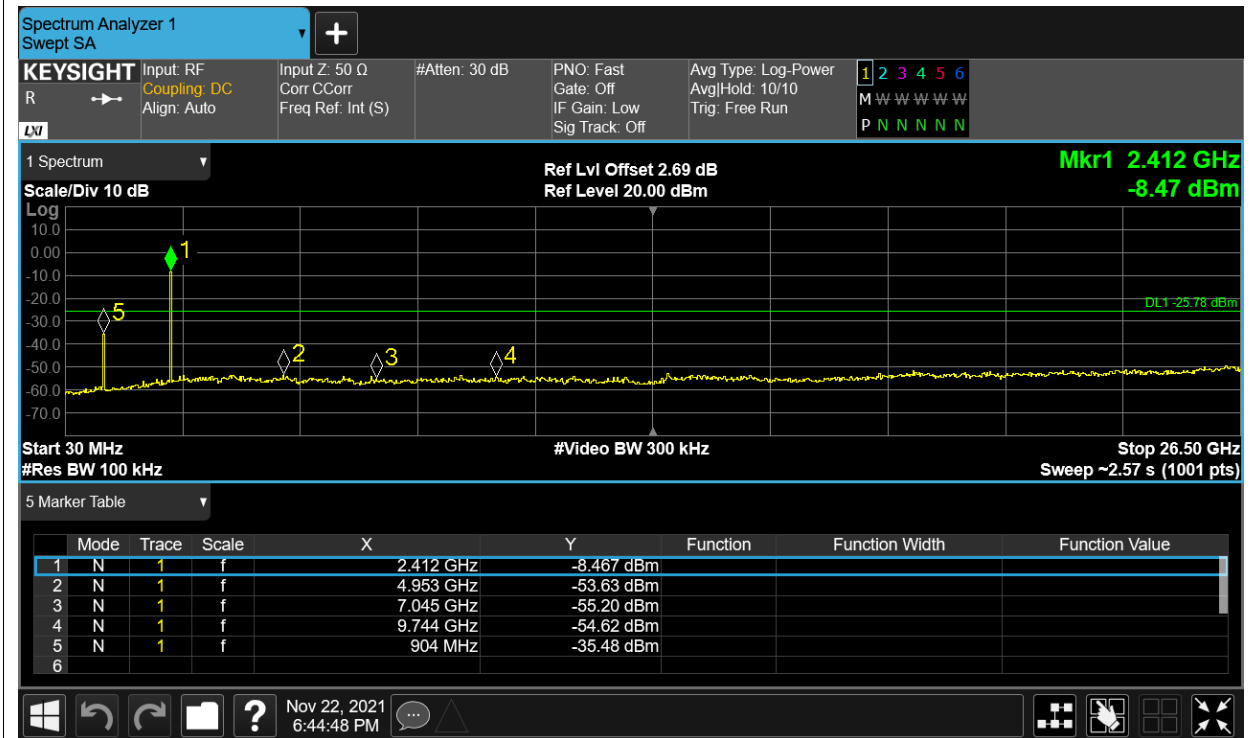 Spectrum Analyzer 1
Swept SA
+
KEYSIGHT
R
LXI
Input: RF
Coupling: DC
Align: Auto
Input Z: 50 Ω
Corr CCorr
Freq Ref: Int (S)
#Atten: 30 dB
PNO: Fast
Gate: Off
IF Gain: Low
Sig Track: Off
Avg Type: Log-Power
Avg|Hold: 10/10
Trig: Free Run
1 2 3 4 5 6
M W W W W W
P N N N N N
1 Spectrum
Scale/Div 10 dB
Ref Lvl Offset 2.69 dB
Ref Level 20.00 dBm
Mkr1 2.412 GHz
-8.47 dBm
Log
10.0
0.00
-10.0
-20.0
-30.0
-40.0
-50.0
-60.0
-70.0
1
5
2
3
4
DL1 -25.78 dBm
Start 30 MHz
#Video BW 300 kHz
Stop 26.50 GHz
#Res BW 100 kHz
Sweep ~2.57 s (1001 pts)
5 Marker Table
Mode Trace Scale X Y Function Function Width Function Value
1 N 1 f 2.412 GHz -8.467 dBm
2 N 1 f 4.953 GHz -53.63 dBm
3 N 1 f 7.045 GHz -55.20 dBm
4 N 1 f 9.744 GHz -54.62 dBm
5 N 1 f 904 MHz -35.48 dBm
6
?
Nov 22, 2021
6:44:48 PM